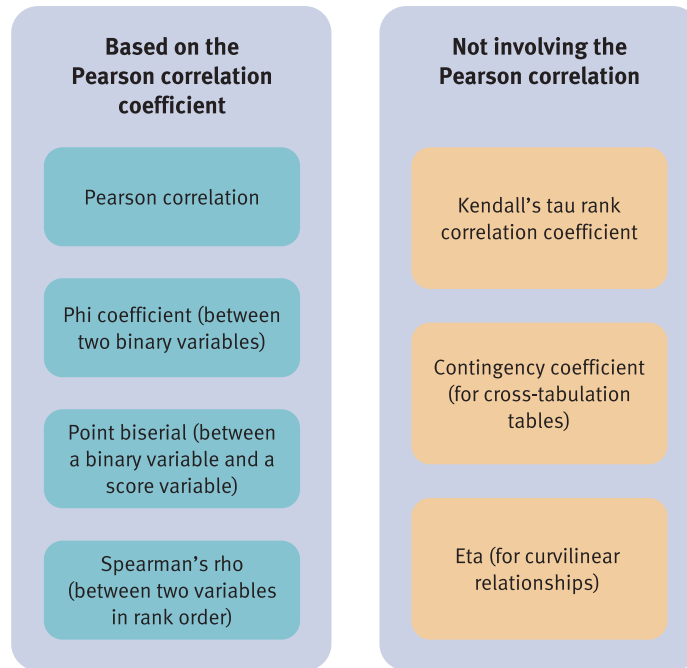 Based on the
Pearson correlation
coefficient
Pearson correlation
Phi coefficient (between
two binary variables)
Point biserial (between
a binary variable and a
score variable)
Spearman’s rho
(between two variables
in rank order)
Not involving the
Pearson correlation
Kendall’s tau rank
correlation coefficient
Contingency coefficient
(for cross-tabulation
tables)
Eta (for curvilinear
relationships)